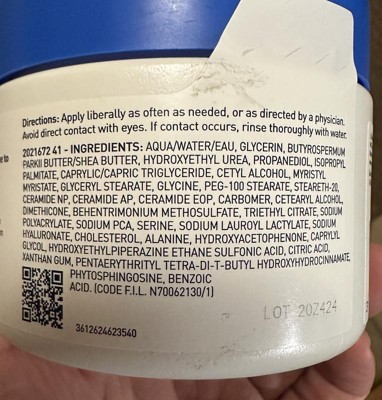 Directions: Apply liberally as often as needed, or as directed by a physician.
Avoid direct contact with eyes. If contact occurs, rinse thoroughly with water.
2021672 41 - INGREDIENTS: AQUA/WATER/EAU, GLYCERIN, BUTYROSPERMUM
PARKII BUTTER/SHEA BUTTER, HYDROXYETHYL UREA, PROPANEDIOL, ISOPROPYL
PALMITATE, CAPRYLIC/CAPRIC TRIGLYCERIDE, CETYL ALCOHOL, MYRISTYL
MYRISTATE, GLYCERYL STEARATE, GLYCINE, PEG-100 STEARATE, STEARETH-20,
CERAMIDE NP, CERAMIDE AP, CERAMIDE EOP, CARBOMER, CETEARYL ALCOHOL,
DIMETHICONE, BEHENTRIMONIUM METHOSULFATE, TRIETHYL CITRATE, SODIUM
POLYACRYLATE, SODIUM PCA, SERINE, SODIUM LAUROYL LACTYLATE, SODIUM
HYALURONATE, CHOLESTEROL, ALANINE, HYDROXYACETOPHENONE, CAPRYLYL
GLYCOL, HYDROXYETHYLPIPERAZINE ETHANE SULFONIC ACID, CITRIC ACID,
XANTHAN GUM, PENTAERYTHRITYL TETRA-DI-T-BUTYL HYDROXYHYDROCINNAMATE,
PHYTOSPHINGOSINE, BENZOIC
ACID. (CODE F.I.L. N70062130/1)
LOT 20Z424
3612624623540